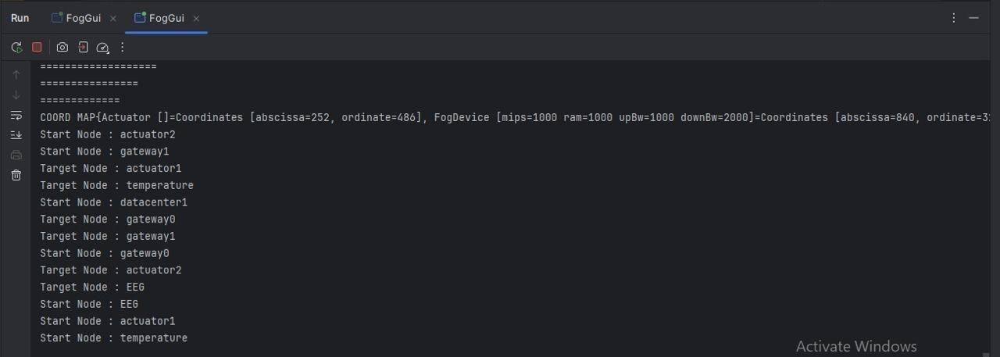 Run FogGui × FogGui ×
===================
================
=============
COORD MAP{Actuator []=Coordinates [abscissa=252, ordinate=486], FogDevice [mips=1000 ram=1000 upBw=1000 downBw=2000]=Coordinates [abscissa=840, ordinate=
Start Node : actuator2
Start Node : gateway1
Target Node : actuator1
Target Node : temperature
Start Node : datacenter1
Target Node : gateway0
Target Node : gateway1
Start Node : gateway0
Target Node : actuator2
Target Node : EEG
Start Node : EEG
Start Node : actuator1
Start Node : temperature
Activate Windows